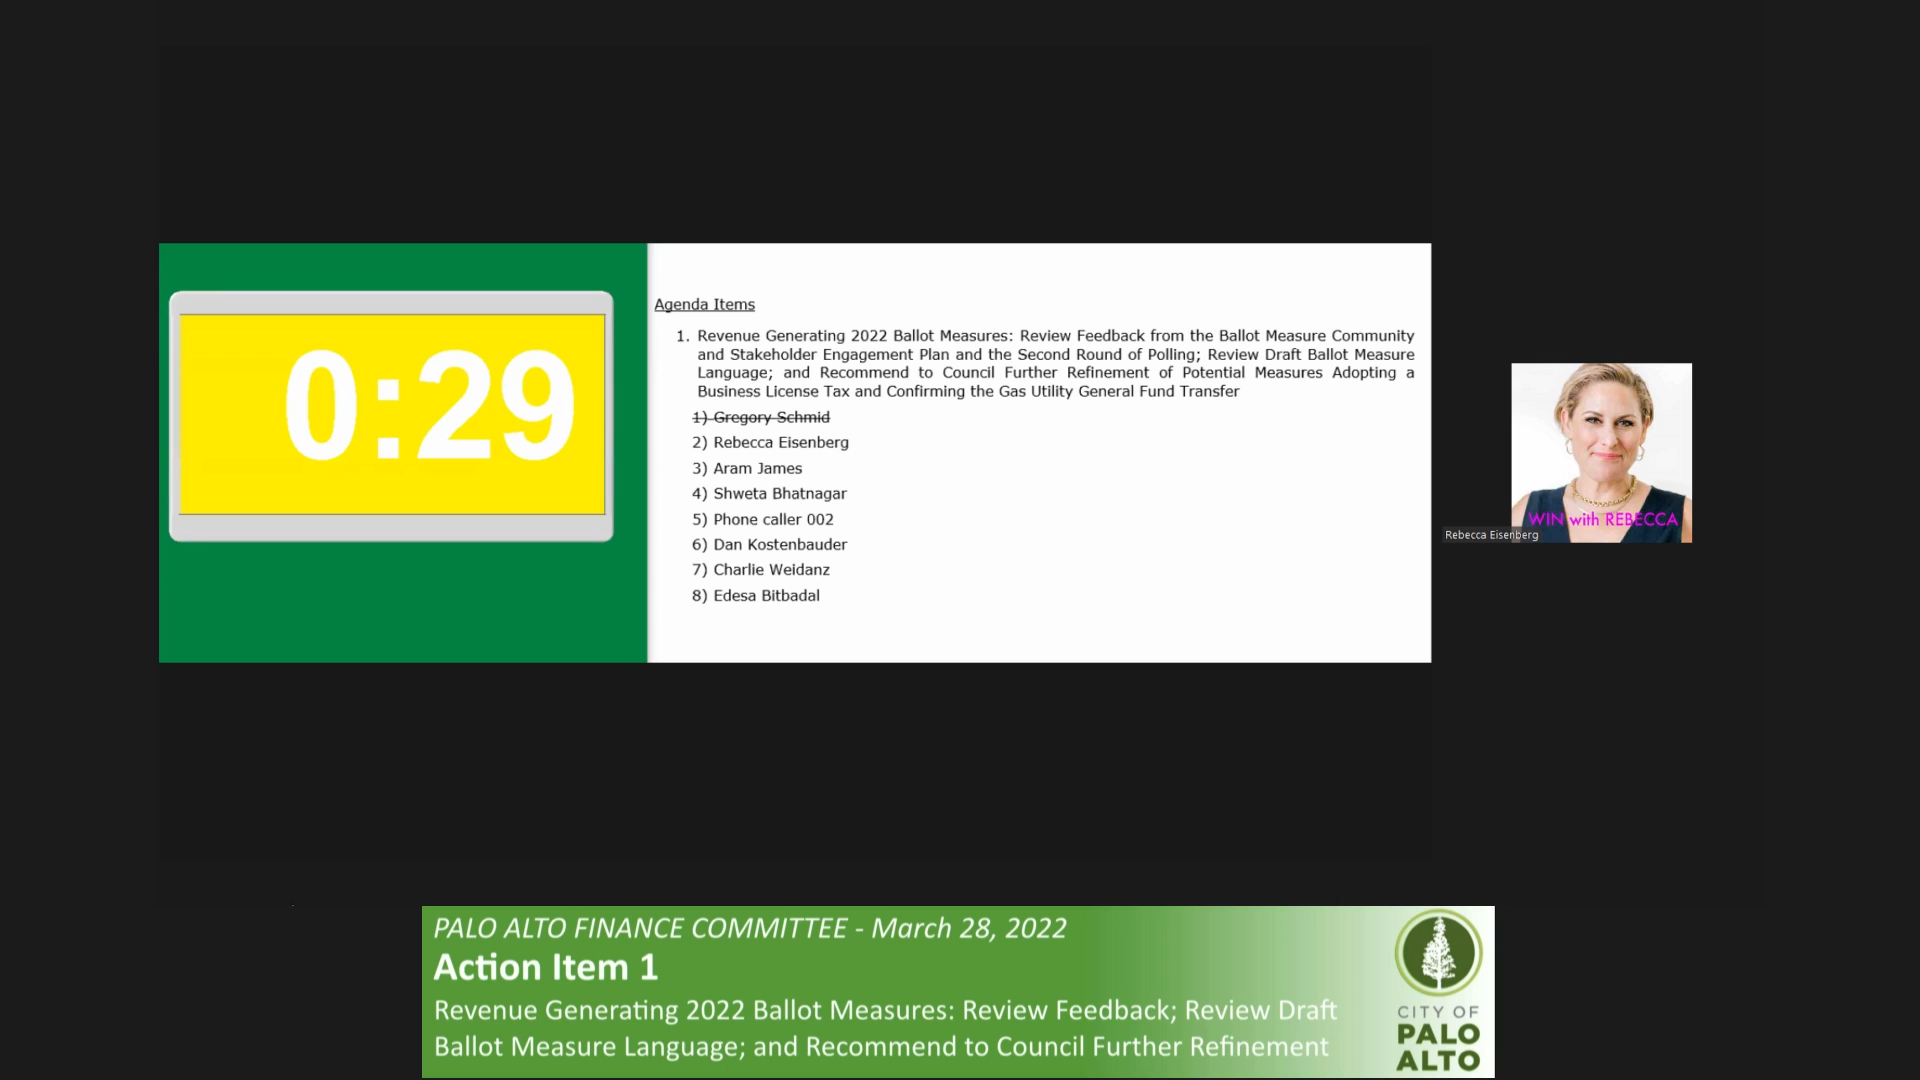 0:29
Agenda Items
1. Revenue Generating 2022 Ballot Measures: Review Feedback from the Ballot Measure Community
and Stakeholder Engagement Plan and the Second Round of Polling; Review Draft Ballot Measure
Language; and Recommend to Council Further Refinement of Potential Measures Adopting a
Business License Tax and Confirming the Gas Utility General Fund Transfer
1) Gregory Schmid
2) Rebecca Eisenberg
3) Aram James
4) Shweta Bhatnagar
5) Phone caller 002
6) Dan Kostenbauder
7) Charlie Weidanz
8) Edesa Bitbadal
WIN with REBECCA
Rebecca Eisenberg
PALO ALTO FINANCE COMMITTEE - March 28, 2022
Action Item 1
Revenue Generating 2022 Ballot Measures: Review Feedback; Review Draft
Ballot Measure Language; and Recommend to Council Further Refinement
CITY OF
PALO
ALTO